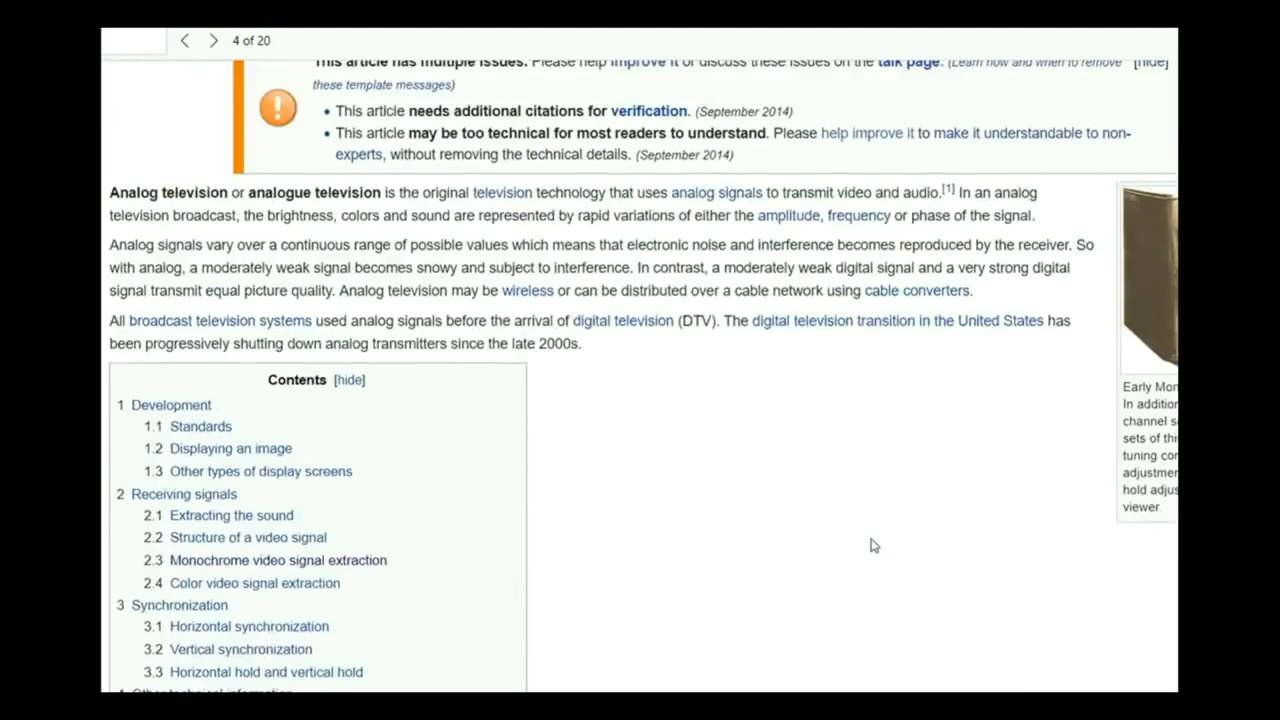 4 of 20
This article has multiple issues. Please help improve it or discuss these issues on the talk page. (Learn how and when to remove [hide]
these template messages)
• This article needs additional citations for verification. (September 2014)
• This article may be too technical for most readers to understand. Please help improve it to make it understandable to non-
experts, without removing the technical details. (September 2014)
Analog television or analogue television is the original television technology that uses analog signals to transmit video and audio.[1] In an analog
television broadcast, the brightness, colors and sound are represented by rapid variations of either the amplitude, frequency or phase of the signal.
Analog signals vary over a continuous range of possible values which means that electronic noise and interference becomes reproduced by the receiver. So
with analog, a moderately weak signal becomes snowy and subject to interference. In contrast, a moderately weak digital signal and a very strong digital
signal transmit equal picture quality. Analog television may be wireless or can be distributed over a cable network using cable converters.
All broadcast television systems used analog signals before the arrival of digital television (DTV). The digital television transition in the United States has
been progressively shutting down analog transmitters since the late 2000s.
Contents [hide]
1 Development
1.1 Standards
1.2 Displaying an image
1.3 Other types of display screens
2 Receiving signals
2.1 Extracting the sound
2.2 Structure of a video signal
2.3 Monochrome video signal extraction
2.4 Color video signal extraction
3 Synchronization
3.1 Horizontal synchronization
3.2 Vertical synchronization
3.3 Horizontal hold and vertical hold
4 Other technical information
Early Mon
In addition
channel s
sets of thi
tuning con
adjustmen
hold adjus
viewer.